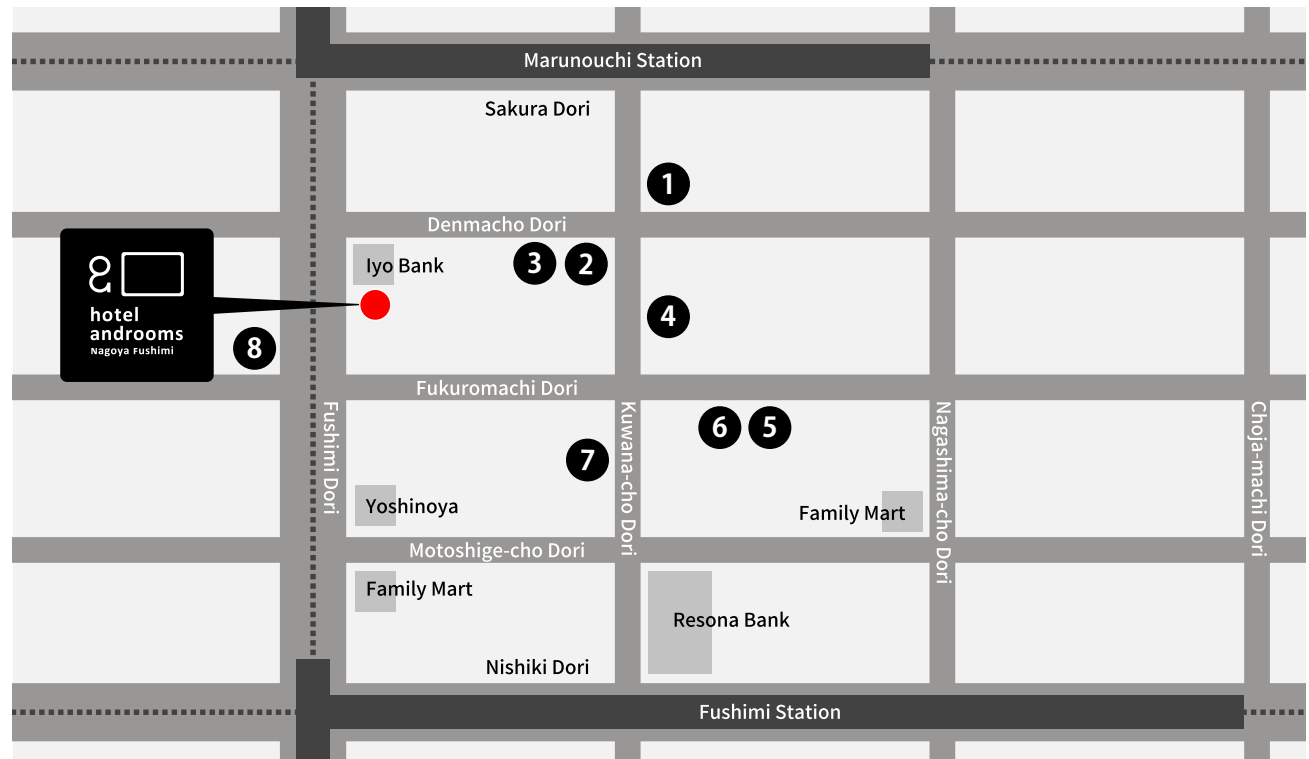 Marunouchi Station
Sakura Dori
1
Denmacho Dori
Iyo Bank
3
2
hotel
androoms
Nagoya Fushimi
4
8
Fukuromachi Dori
Fushimi Dori
Kuwana-cho Dori
Nagashima-cho Dori
Choja-machi Dori
6
5
7
Yoshinoya
Family Mart
Motoshige-cho Dori
Family Mart
Resona Bank
Nishiki Dori
Fushimi Station